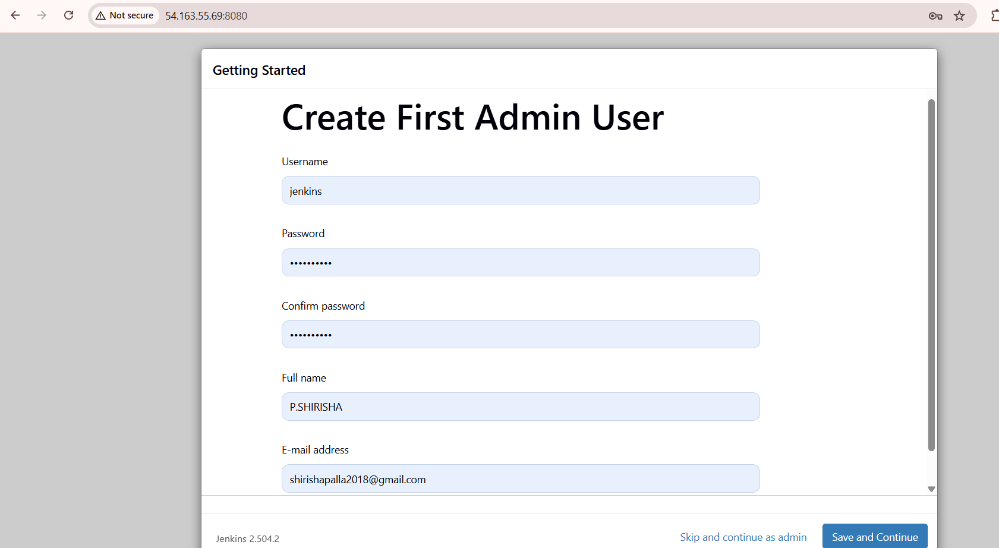 Not secure 54.163.55.69:8080
Getting Started
Create First Admin User
Username
jenkins
Password
••••••••••
Confirm password
••••••••••
Full name
P.SHIRISHA
E-mail address
shirishapalla2018@gmail.com
Jenkins 2.504.2
Skip and continue as admin
Save and Continue